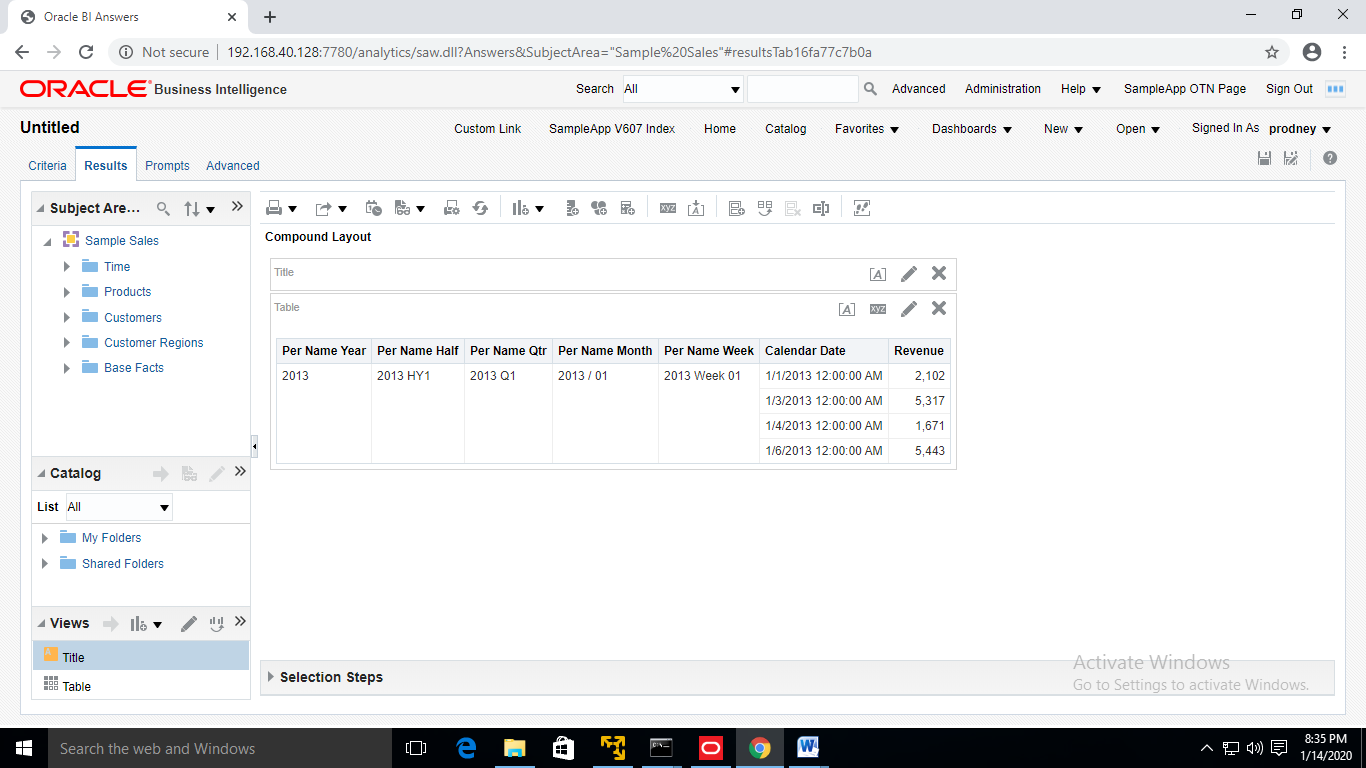 Oracle BI Answers
Not secure 192.168.40.128:7780/analytics/saw.dll?Answers&SubjectArea="Sample%20Sales"#resultsTab16fa77c7b0a
ORACLE Business Intelligence Search All Advanced Administration Help SampleApp OTN Page Sign Out
Untitled Custom Link SampleApp V607 Index Home Catalog Favorites Dashboards New Open Signed In As prodney
Criteria Results Prompts Advanced
Subject Are...
Sample Sales
Time
Products
Customers
Customer Regions
Base Facts
Catalog
List All
My Folders
Shared Folders
Views
Title
Table
xyz A
Compound Layout
Title A
Table A xyz
Per Name Year Per Name Half Per Name Qtr Per Name Month Per Name Week Calendar Date Revenue
2013 2013 HY1 2013 Q1 2013 / 01 2013 Week 01 1/1/2013 12:00:00 AM 2,102
1/3/2013 12:00:00 AM 5,317
1/4/2013 12:00:00 AM 1,671
1/6/2013 12:00:00 AM 5,443
Selection Steps
Activate Windows
Go to Settings to activate Windows.
Search the web and Windows
8:35 PM
1/14/2020